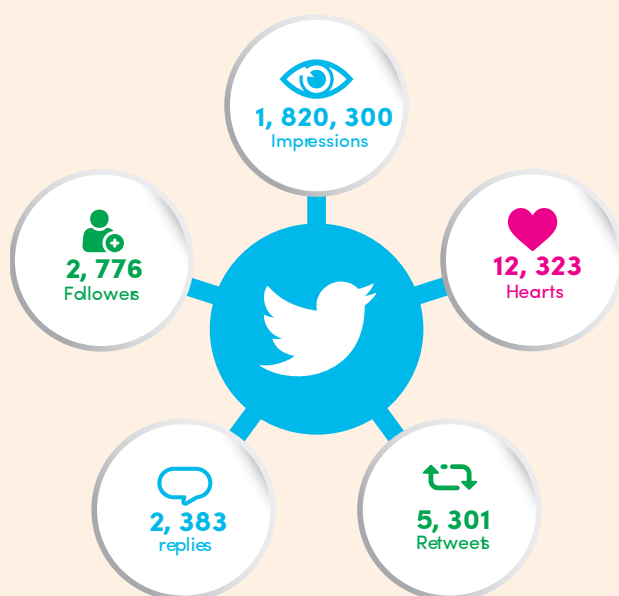 1, 820, 300
Impressions
2, 776
Followers
12, 323
Hearts
2, 383
replies
5, 301
Retweets